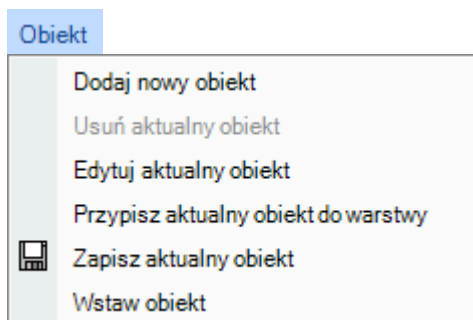 Obiekt
Dodaj nowy obiekt
Usuń aktualny obiekt
Edytuj aktualny obiekt
Przypisz aktualny obiekt do warstwy
Zapisz aktualny obiekt
Wstaw obiekt